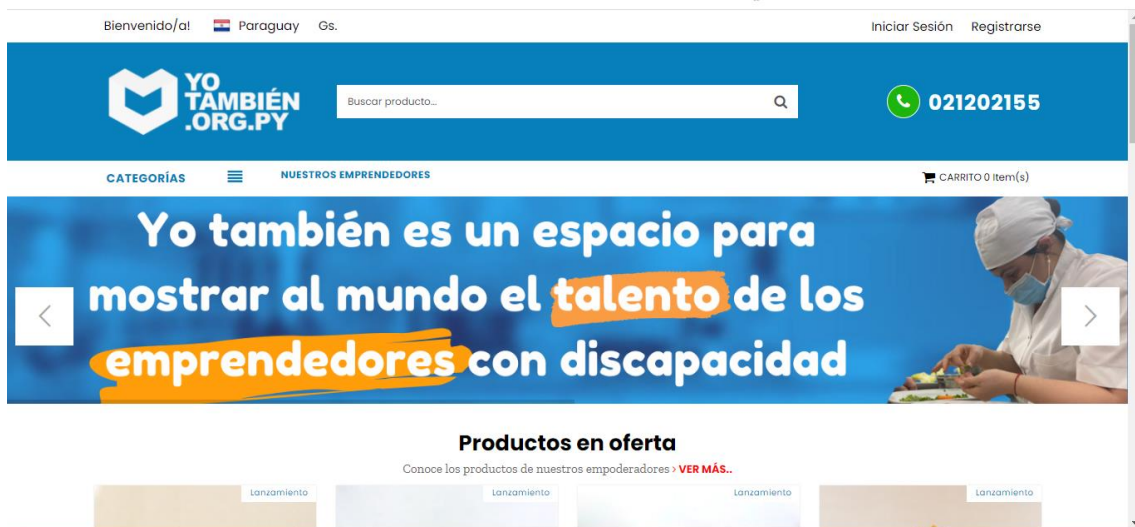 Bienvenido/a! Paraguay Gs. Iniciar Sesión Registrarse
YO
TAMBIÉN
.ORG.PY
Buscar producto...
021202155
CATEGORÍAS NUESTROS EMPRENDEDORES CARRITO 0 Item(s)
Yo también es un espacio para
mostrar al mundo el talento de los
emprendedores con discapacidad
Productos en oferta
Conoce los productos de nuestros empoderadores › VER MÁS..
Lanzamiento Lanzamiento Lanzamiento Lanzamiento